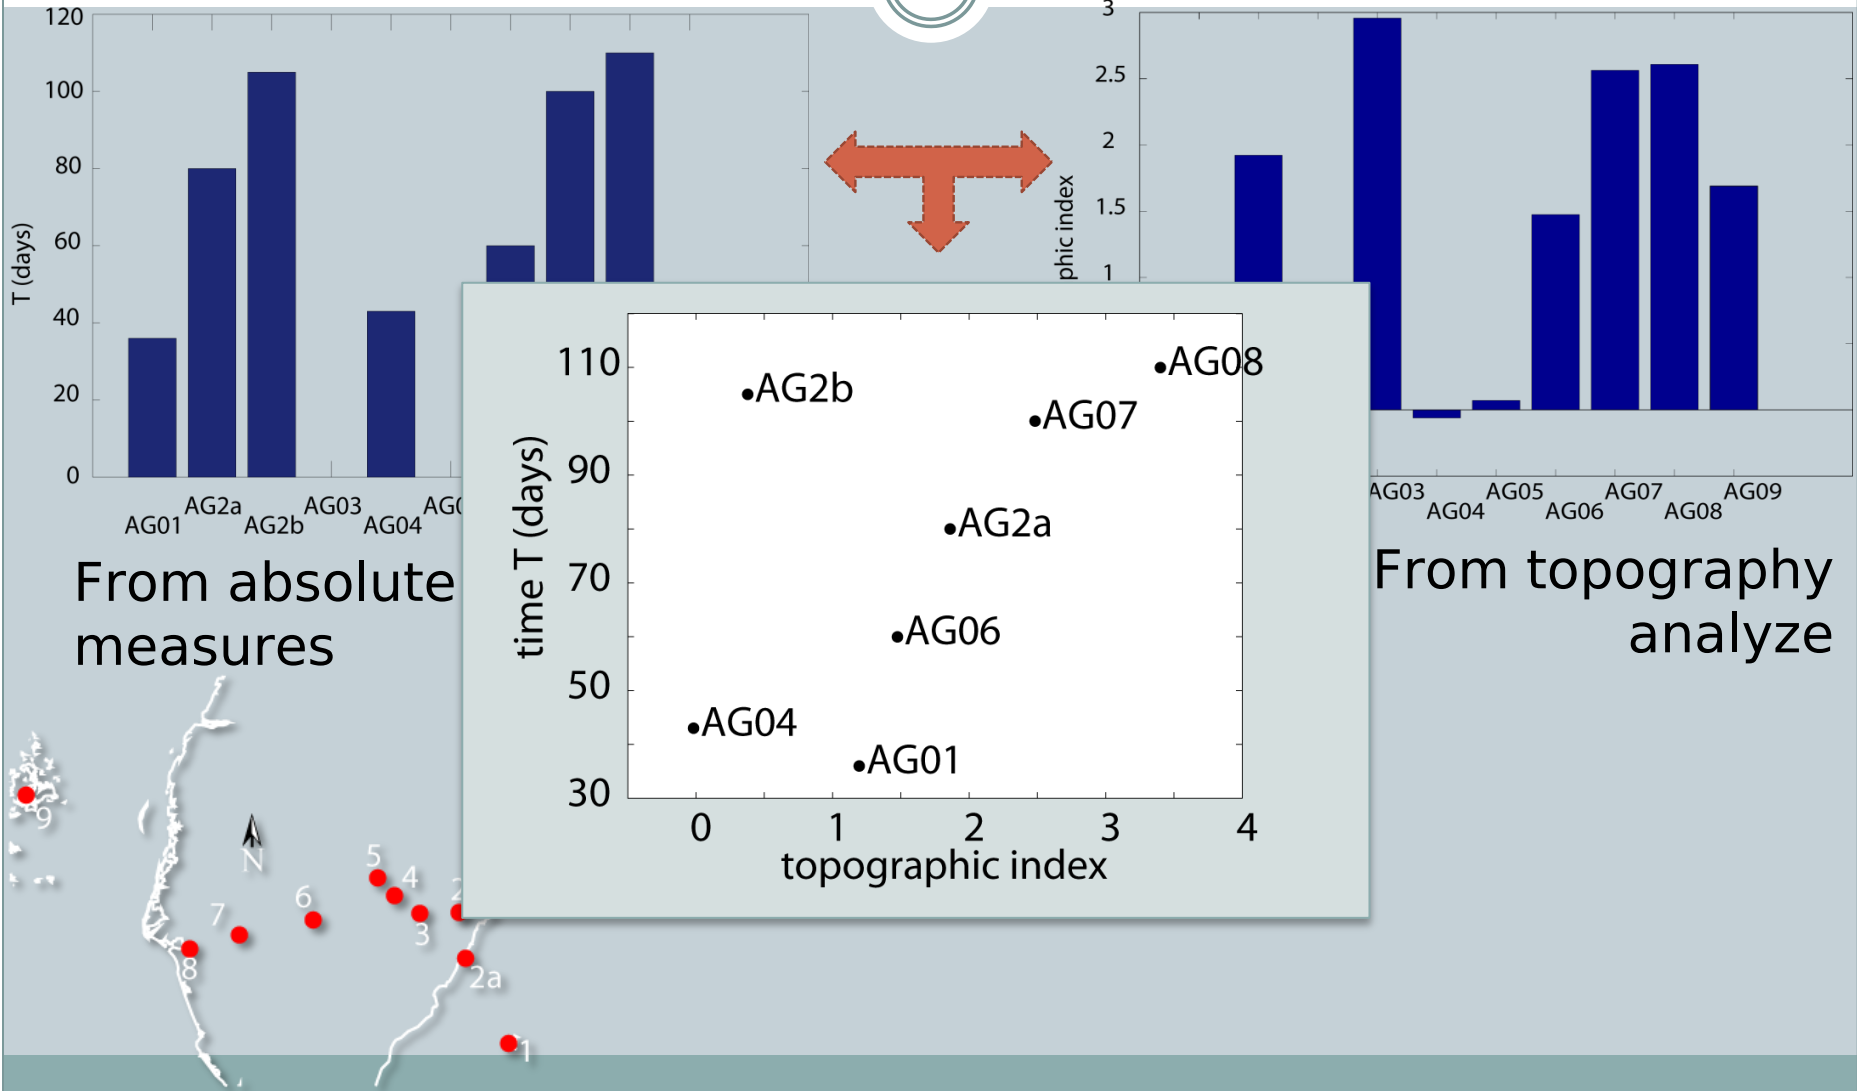 120
100
80
60
40
20
0
T (days)
AG01
AG2a
AG2b
AG03
AG04
3
2.5
2
1.5
1
phic index
AG03
AG04
AG05
AG06
AG07
AG08
AG09
From absolute
measures
From topography
analyze
110
90
70
50
30
time T (days)
AG2b
AG08
AG07
AG2a
AG06
AG04
AG01
0 1 2 3 4
topographic index
9
N
5
4
6
7
3
2
8
2a
1